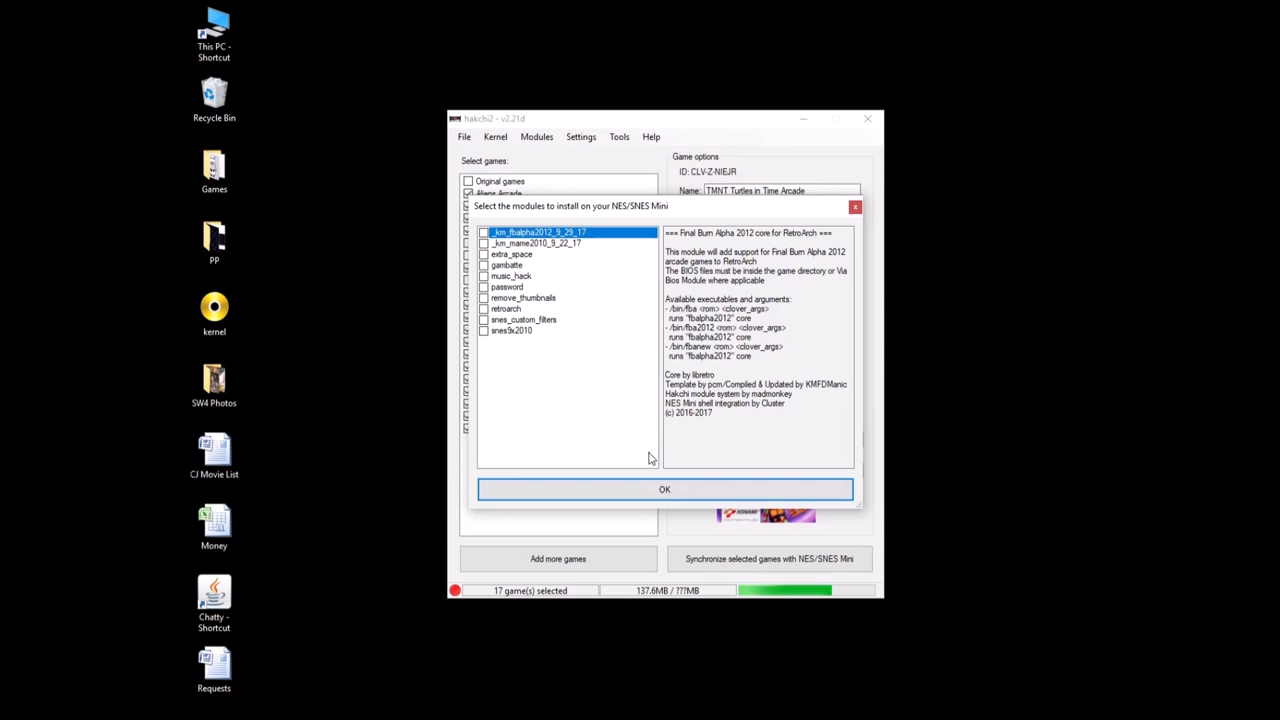 This PC -
Shortcut
Recycle Bin
Games
PP
kernel
SW4 Photos
CJ Movie List
Money
Chatty -
Shortcut
Requests
hakchi2 - v2.21d
File Kernel Modules Settings Tools Help
Select games:
Original games
Aliens Arcade
Game options
ID: CLV-Z-NIEJR
Name: TMNT Turtles in Time Arcade
Select the modules to install on your NES/SNES Mini
x
_km_fbalpha2012_9_29_17
_km_mame2010_9_22_17
extra_space
gambatte
music_hack
password
remove_thumbnails
retroarch
snes_custom_filters
snes9x2010
=== Final Burn Alpha 2012 core for RetroArch ===
This module will add support for Final Burn Alpha 2012
arcade games to RetroArch
The BIOS files must be inside the game directory or Via
Bios Module where applicable
Available executables and arguments:
- /bin/fba <rom> <clover_args>
runs "fbalpha2012" core
- /bin/fba2012 <rom> <clover_args>
runs "fbalpha2012" core
- /bin/fbanew <rom> <clover_args>
runs "fbalpha2012" core
Core by libretro
Template by pcm/Compiled & Updated by KMFDManic
Hakchi module system by madmonkey
NES Mini shell integration by Cluster
(c) 2016-2017
OK
KONAMI
Add more games
Synchronize selected games with NES/SNES Mini
17 game(s) selected
137.6MB / ???MB